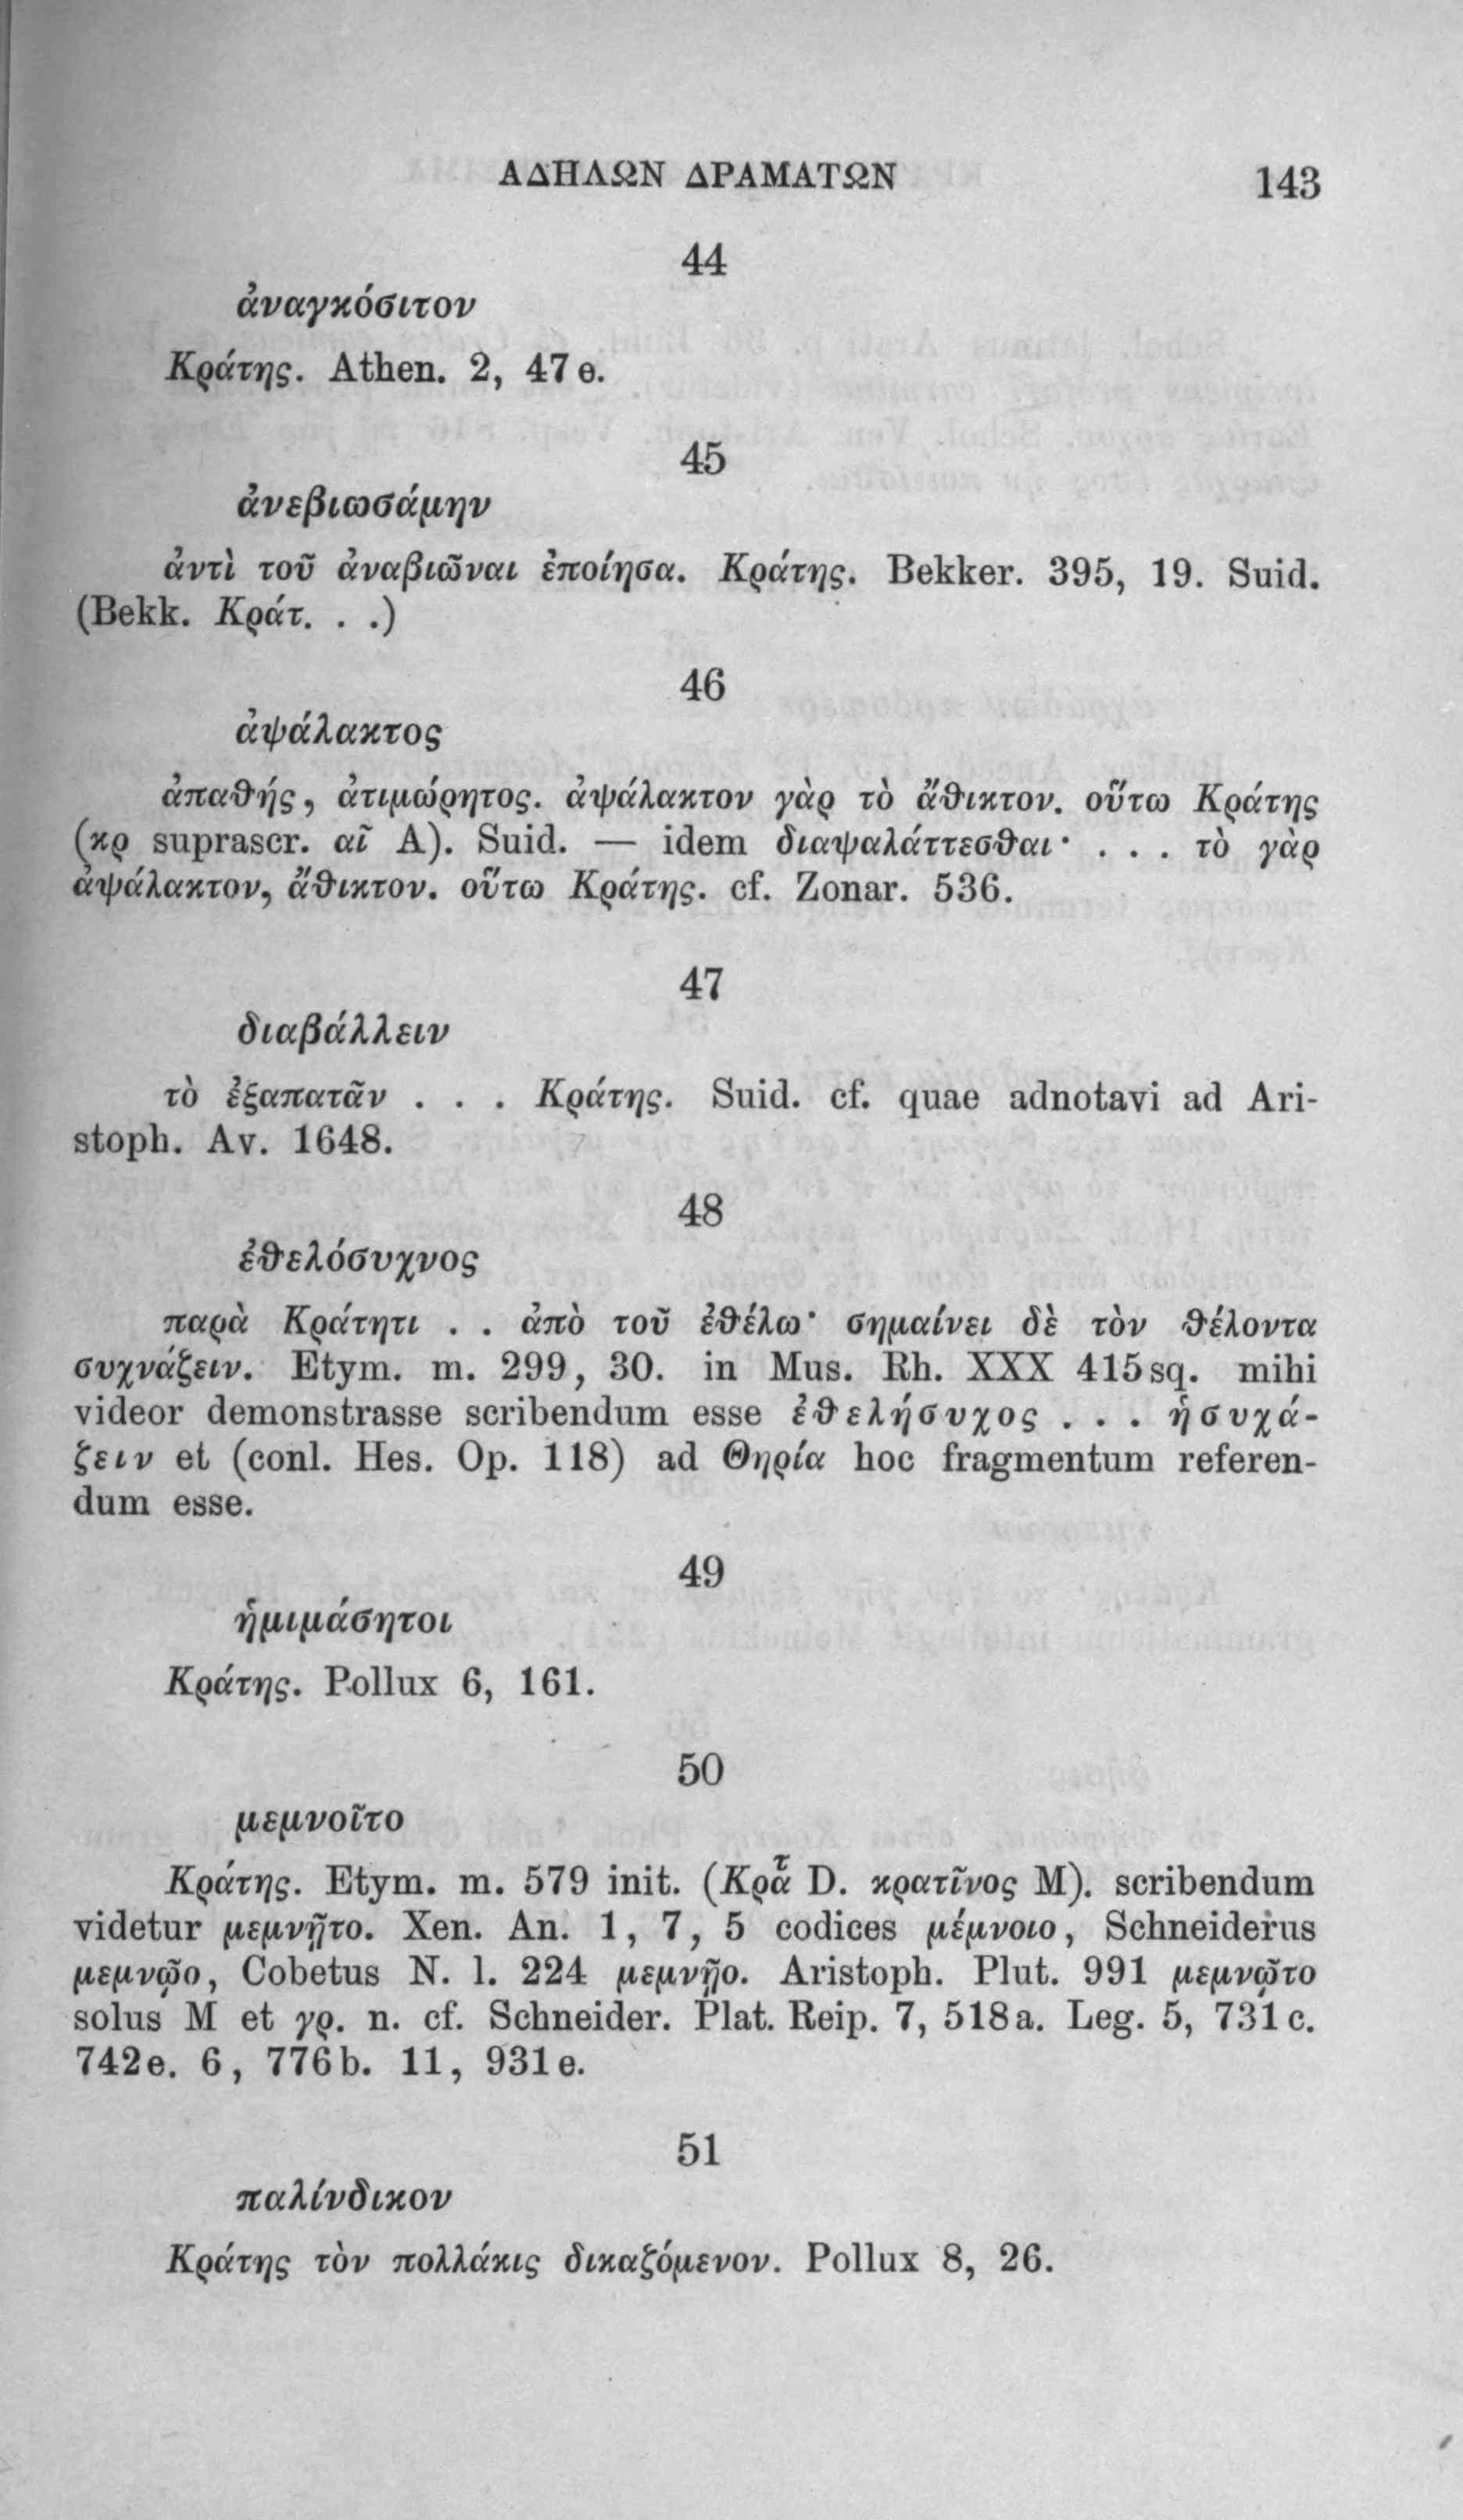 ΑΔΗΛΩΝ ΔΡΑΜΑΤΩΝ 143
44
ἀναγκόσιτον
Κράτης. Athen. 2, 47 e.
45
ἀνεβιωσάμην
ἀντὶ τοῦ ἀναβιῶναι ἐποίησα. Κράτης. Bekker. 395, 19. Suid.
(Bekk. Κράτ. . .)
46
ἀψάλακτος
ἀπαθής, ἀτιμώρητος. ἀψάλακτον γὰρ τὸ ἄθικτον. οὕτω Κράτης
(κρ suprascr. αῖ A). Suid. — idem διαψαλάττεσθαι· . . . τὸ γὰρ
ἀψάλακτον, ἄθικτον. οὕτω Κράτης. cf. Zonar. 536.
47
διαβάλλειν
τὸ ἐξαπατᾶν . . . Κράτης. Suid. cf. quae adnotavi ad Ari-
stoph. Av. 1648.
48
ἐθελόσυχνος
παρὰ Κράτητι . . ἀπὸ τοῦ ἐθέλω· σημαίνει δὲ τὸν θέλοντα
συχνάζειν. Etym. m. 299, 30. in Mus. Rh. XXX 415 sq. mihi
videor demonstrasse scribendum esse ἐθελήσυχος . . . ἡσυχά-
ζειν et (conl. Hes. Op. 118) ad Θηρία hoc fragmentum referen-
dum esse.
49
ἡμιμάσητοι
Κράτης. Pollux 6, 161.
50
μεμνοῖτο
Κράτης. Etym. m. 579 init. (Κρᾶτ D. κρατῖνος M). scribendum
videtur μεμνῇτο. Xen. An. 1, 7, 5 codices μέμνοιο, Schneiderus
μεμνῷο, Cobetus N. l. 224 μεμνῇο. Aristoph. Plut. 991 μεμνῷτο
solus M et γρ. n. cf. Schneider. Plat. Reip. 7, 518 a. Leg. 5, 731 c.
742 e. 6, 776 b. 11, 931 e.
51
παλίνδικον
Κράτης τὸν πολλάκις δικαζόμενον. Pollux 8, 26.